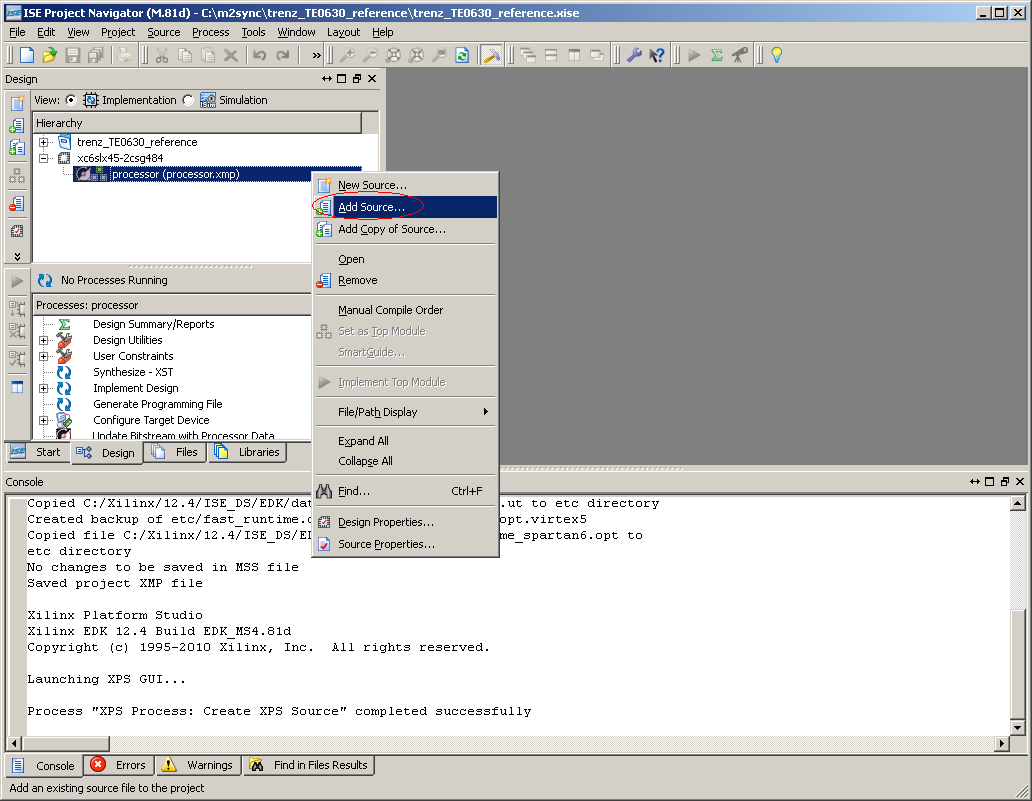 ISE Project Navigator (M.81d) - C:\m2sync\trenz_TE0630_reference\trenz_TE0630_reference.xise
File Edit View Project Source Process Tools Window Layout Help
Design
View: Implementation Simulation
Hierarchy
trenz_TE0630_reference
xc6slx45-2csg484
processor (processor.xmp)
New Source...
Add Source...
Add Copy of Source...
Open
Remove
Manual Compile Order
Set as Top Module
SmartGuide...
Implement Top Module
File/Path Display
Expand All
Collapse All
Find... Ctrl+F
Design Properties...
Source Properties...
No Processes Running
Processes: processor
Design Summary/Reports
Design Utilities
User Constraints
Synthesize - XST
Implement Design
Generate Programming File
Configure Target Device
Update Bitstream with Processor Data
ISE Start Design Files Libraries
Console
Copied C:/Xilinx/12.4/ISE_DS/EDK/dat .ut to etc directory
Created backup of etc/fast_runtime. opt.virtex5
Copied file C:/Xilinx/12.4/ISE_DS/E me_spartan6.opt to
etc directory
No changes to be saved in MSS file
Saved project XMP file
Xilinx Platform Studio
Xilinx EDK 12.4 Build EDK_MS4.81d
Copyright (c) 1995-2010 Xilinx, Inc.  All rights reserved.
Launching XPS GUI...
Process "XPS Process: Create XPS Source" completed successfully
Console Errors Warnings Find in Files Results
Add an existing source file to the project